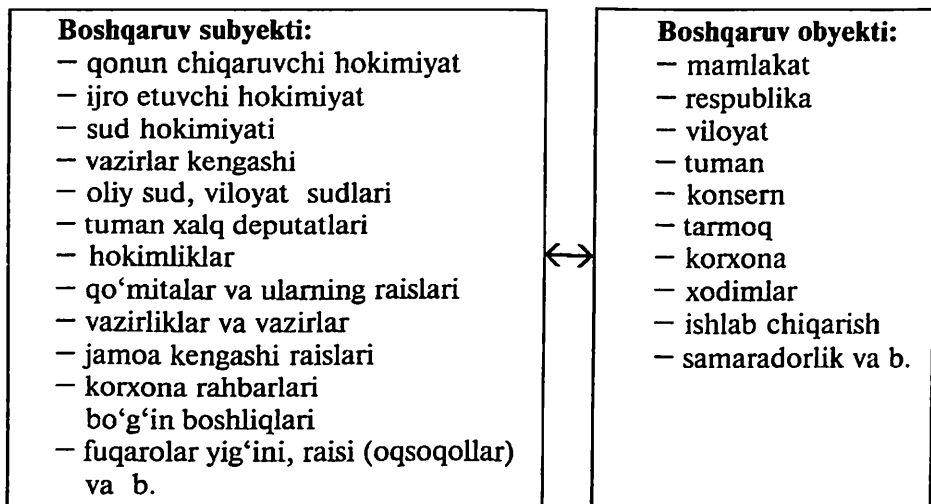 Boshqaruv subyekti:
— qonun chiqaruvchi hokimiyat
— ijro etuvchi hokimiyat
— sud hokimiyati
— vazirlar kengashi
— oliy sud, viloyat sudlari
— tuman xalq deputatlari
— hokimliklar
— qo‘mitalar va ularning raislari
— vazirliklar va vazirlar
— jamoa kengashi raislari
— korxona rahbarlari
bo‘g‘in boshliqlari
— fuqarolar yig‘ini, raisi (oqsoqollar)
va b.
Boshqaruv obyekti:
— mamlakat
— respublika
— viloyat
— tuman
— konsern
— tarmoq
— korxona
— xodimlar
— ishlab chiqarish
— samaradorlik va b.